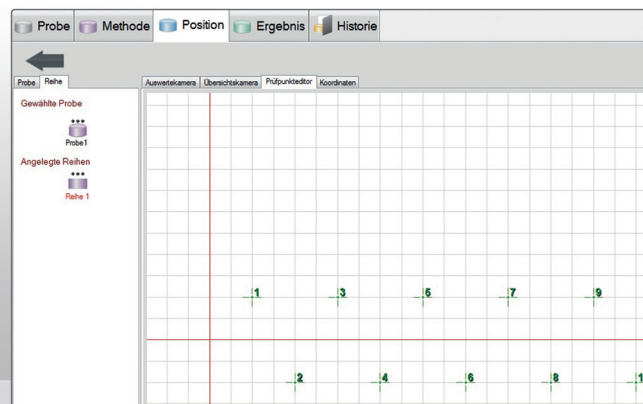 Probe Methode Position Ergebnis Historie
Probe Reihe Auswertekamera Übersichtskamera Prüfpunkteditor Koordinaten
Gewählte Probe
Probe1
Angelegte Reihen
Reihe 1
1 3 5 7 9
2 4 6 8